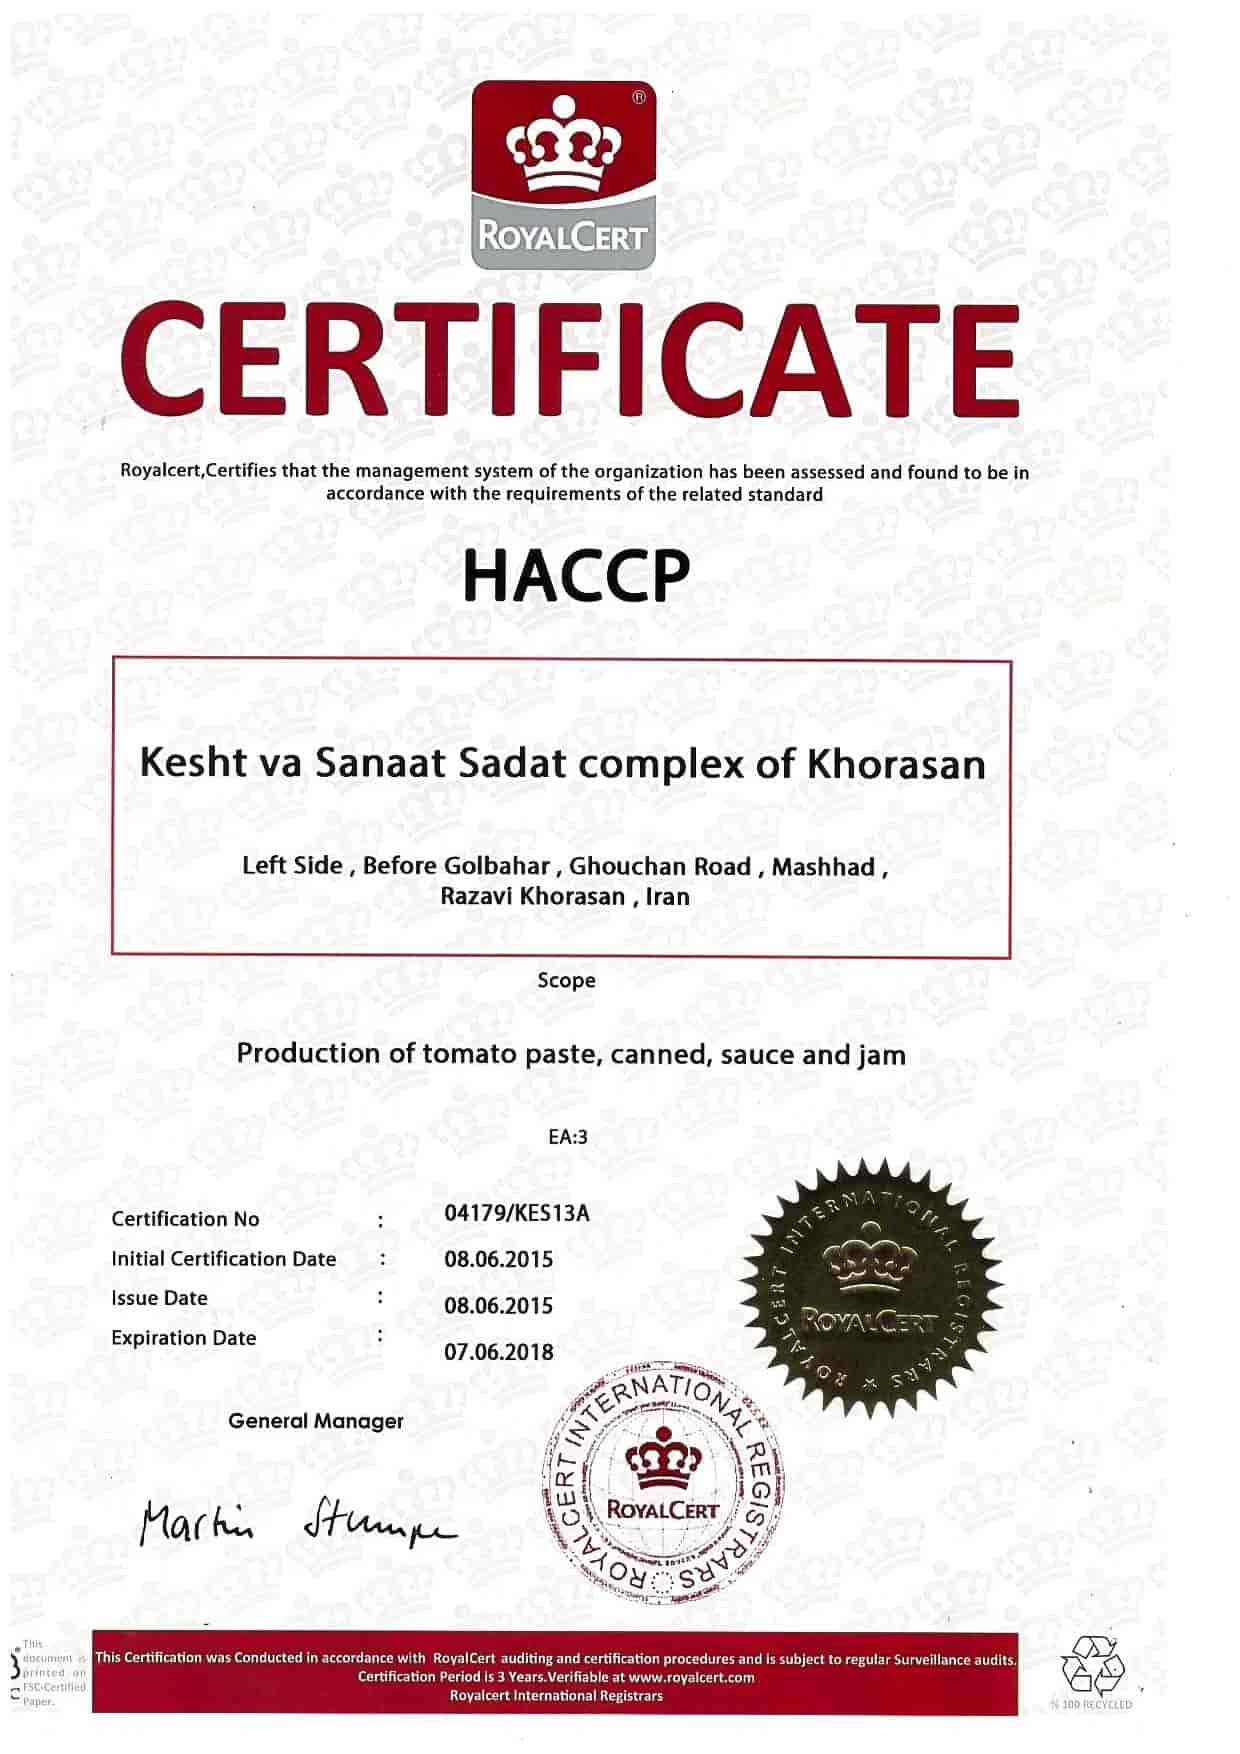 ®
ROYALCERT
CERTIFICATE
Royalcert,Certifies that the management system of the organization has been assessed and found to be in
accordance with the requirements of the related standard
HACCP
Kesht va Sanaat Sadat complex of Khorasan
Left Side , Before Golbahar , Ghouchan Road , Mashhad ,
Razavi Khorasan , Iran
Scope
Production of tomato paste, canned, sauce and jam
EA:3
Certification No : 04179/KES13A
Initial Certification Date : 08.06.2015
Issue Date : 08.06.2015
Expiration Date : 07.06.2018
ROYALCERT INTERNATIONAL REGISTRARS
ROYALCERT
General Manager
Martin Stumpe
ROYALCERT INTERNATIONAL REGISTRARS
ROYALCERT
This
document is
printed on
FSC-Certified
Paper.
This Certification was Conducted in accordance with RoyalCert auditing and certification procedures and is subject to regular Surveillance audits.
Certification Period is 3 Years.Verifiable at www.royalcert.com
Royalcert International Registrars
% 100 RECYCLED